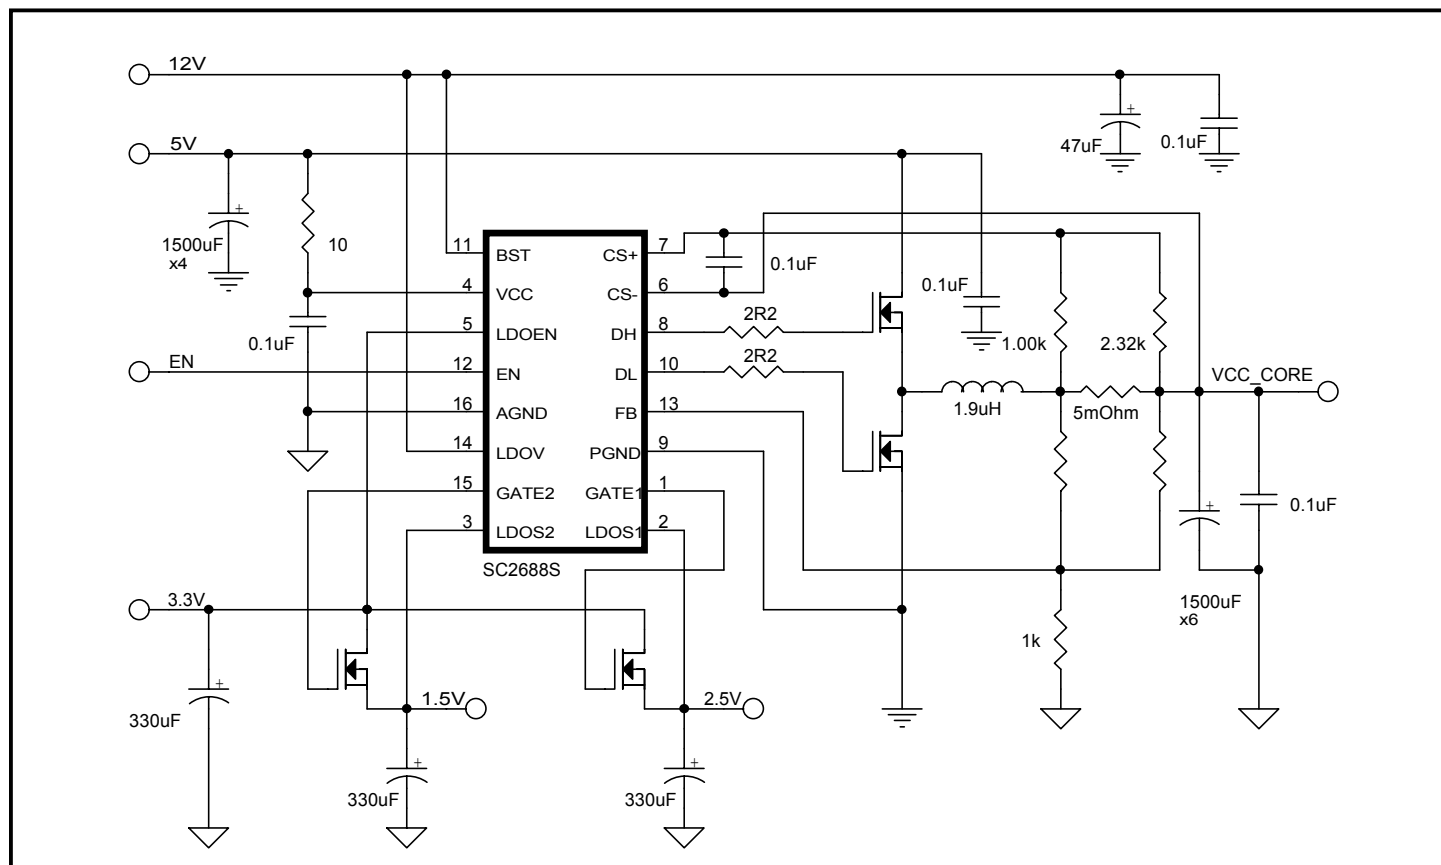 12V
5V
+
47uF
0.1uF
+
1500uF
x4
10
0.1uF
EN
11
4
5
12
16
14
15
3
BST
VCC
LDOEN
EN
AGND
LDOV
GATE2
LDOS2
CS+
CS-
DH
DL
FB
PGND
GATE1
LDOS1
7
6
8
10
13
9
1
2
SC2688S
0.1uF
2R2
2R2
0.1uF
1.00k
2.32k
VCC_CORE
1.9uH
5mOhm
+
0.1uF
1500uF
x6
1k
3.3V
+
330uF
1.5V
+
330uF
2.5V
+
330uF